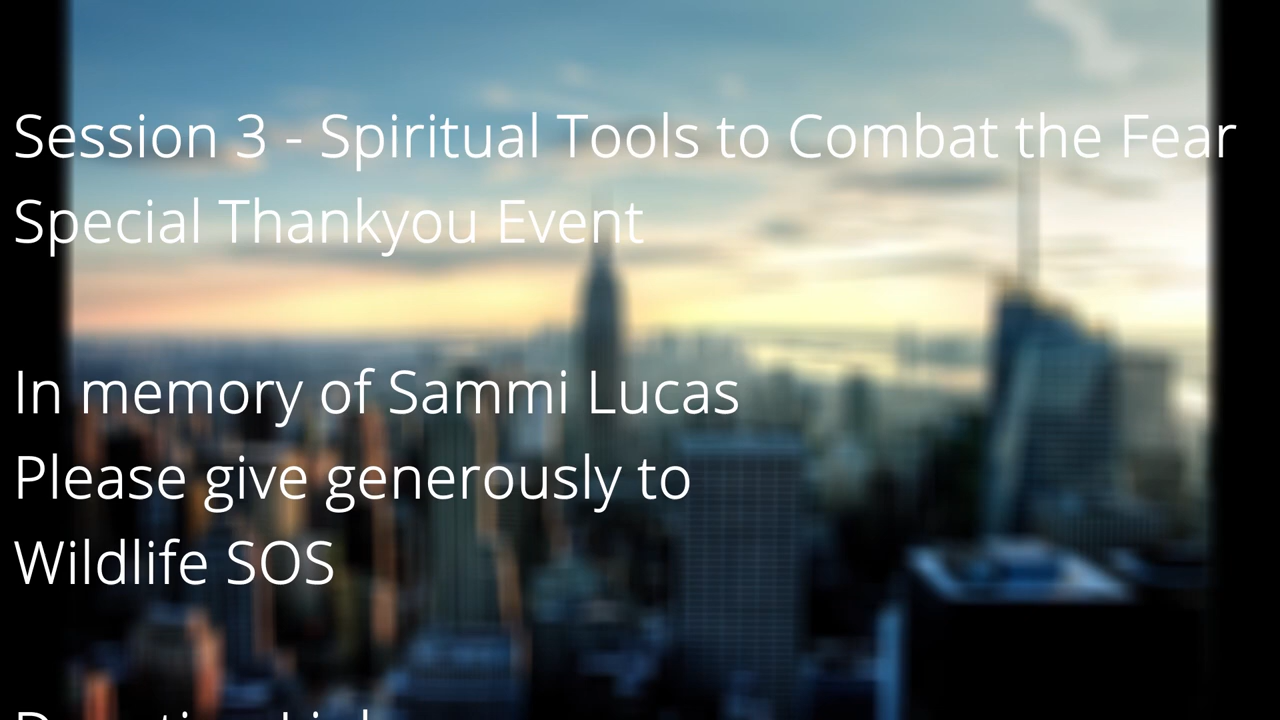 Session 3 - Spiritual Tools to Combat the Fear
Special Thankyou Event
In memory of Sammi Lucas
Please give generously to
Wildlife SOS